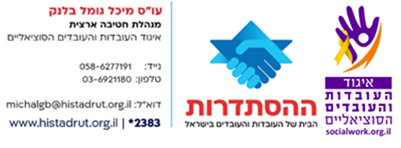 עו"ס מיכל גומל בלנק
מנהלת חטיבה ארצית
איגוד העובדות והעובדים הסוציאליים
נייד: 058-6277191
טלפון: 03-6921180
דוא"ל: michalgb@histadrut.org.il
www.histadrut.org.il | *2383
ההסתדרות
הבית של העובדות והעובדים בישראל
איגוד
העובדות
והעובדים
הסוציאליים
socialwork.org.il